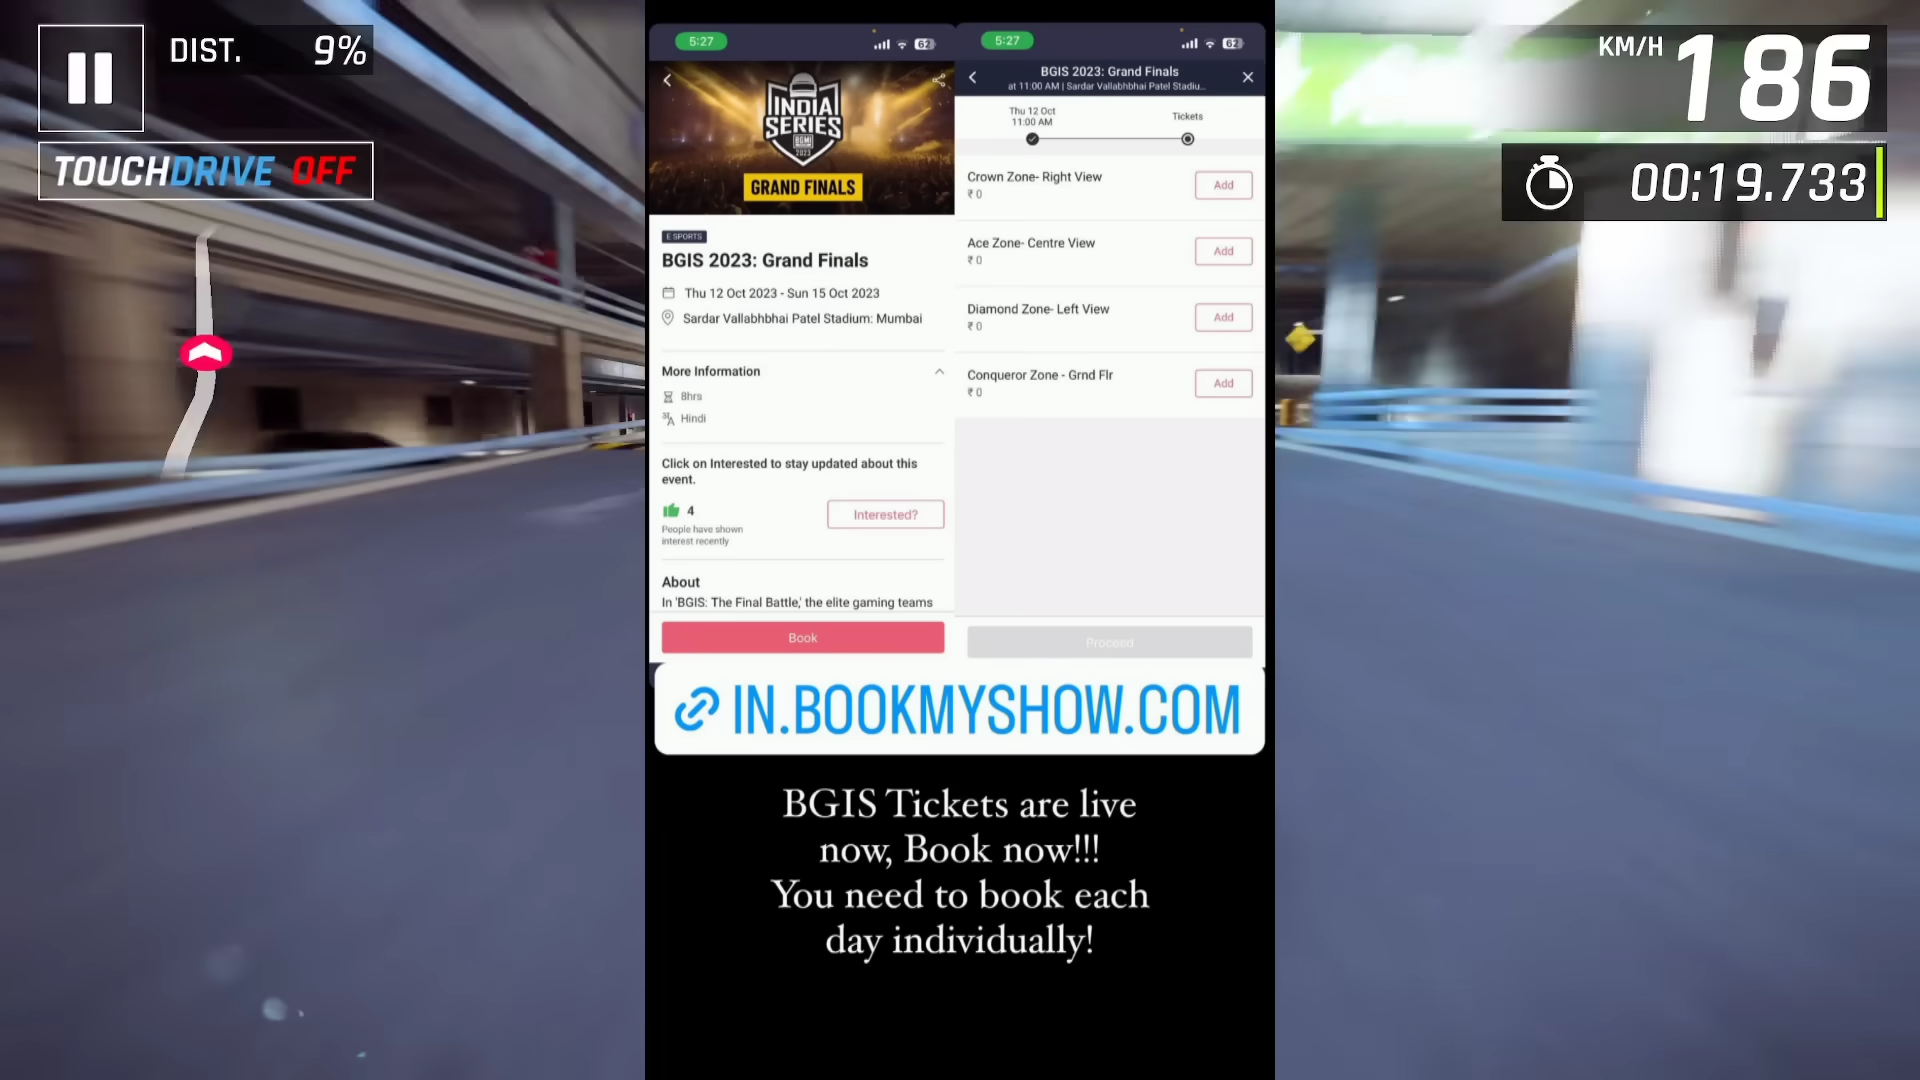 DIST. 9%
TOUCHDRIVE OFF
KM/H 186
00:19.733
5:27
62
INDIA
SERIES
BGMI
2023
GRAND FINALS
E SPORTS
BGIS 2023: Grand Finals
Thu 12 Oct 2023 - Sun 15 Oct 2023
Sardar Vallabhbhai Patel Stadium: Mumbai
More Information
8hrs
Hindi
Click on Interested to stay updated about this
event.
4
People have shown
interest recently
Interested?
About
In 'BGIS: The Final Battle,' the elite gaming teams
Book
5:27
62
BGIS 2023: Grand Finals
at 11:00 AM | Sardar Vallabhbhai Patel Stadiu...
Thu 12 Oct
11:00 AM
Tickets
Crown Zone- Right View
₹ 0
Add
Ace Zone- Centre View
₹ 0
Add
Diamond Zone- Left View
₹ 0
Add
Conqueror Zone - Grnd Flr
₹ 0
Add
Proceed
IN.BOOKMYSHOW.COM
BGIS Tickets are live
now, Book now!!!
You need to book each
day individually!